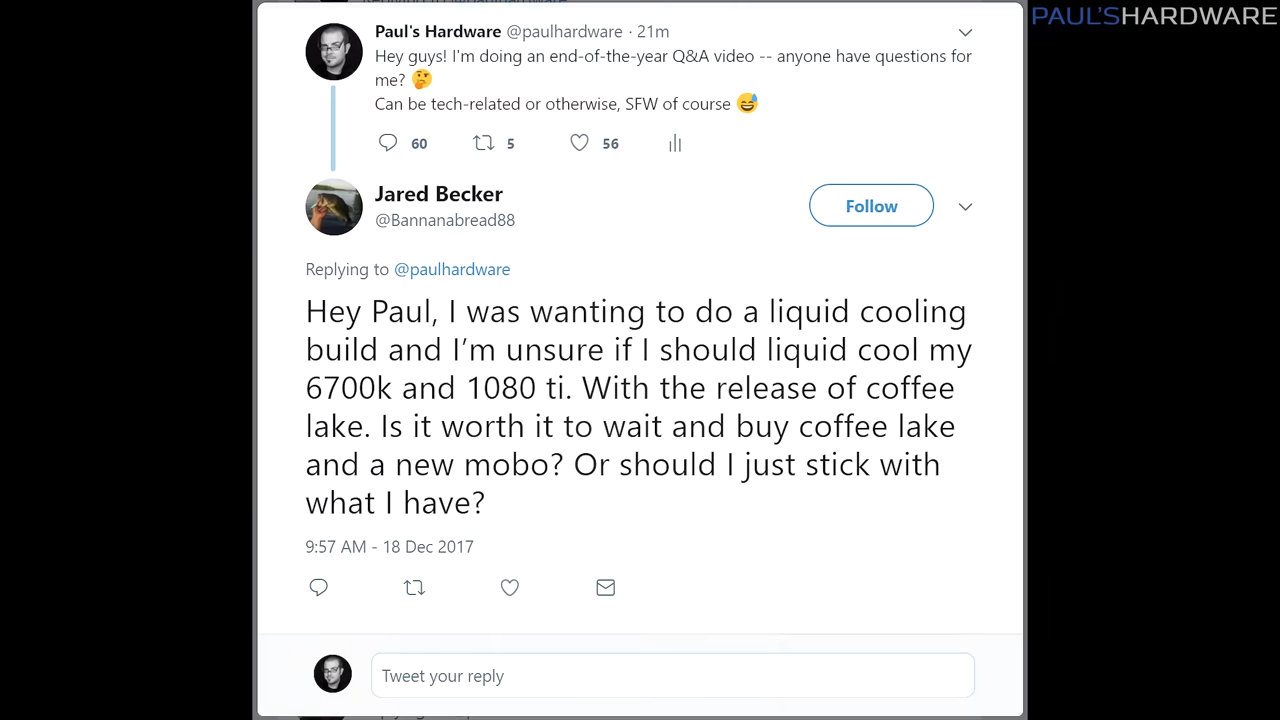 PAUL'SHARDWARE
Paul's Hardware @paulhardware · 21m
Hey guys! I'm doing an end-of-the-year Q&A video -- anyone have questions for
me? 🤔
Can be tech-related or otherwise, SFW of course 😅
60 5 56
Jared Becker
@Bannanabread88
Follow
Replying to @paulhardware
Hey Paul, I was wanting to do a liquid cooling
build and I’m unsure if I should liquid cool my
6700k and 1080 ti. With the release of coffee
lake. Is it worth it to wait and buy coffee lake
and a new mobo? Or should I just stick with
what I have?
9:57 AM - 18 Dec 2017
Tweet your reply